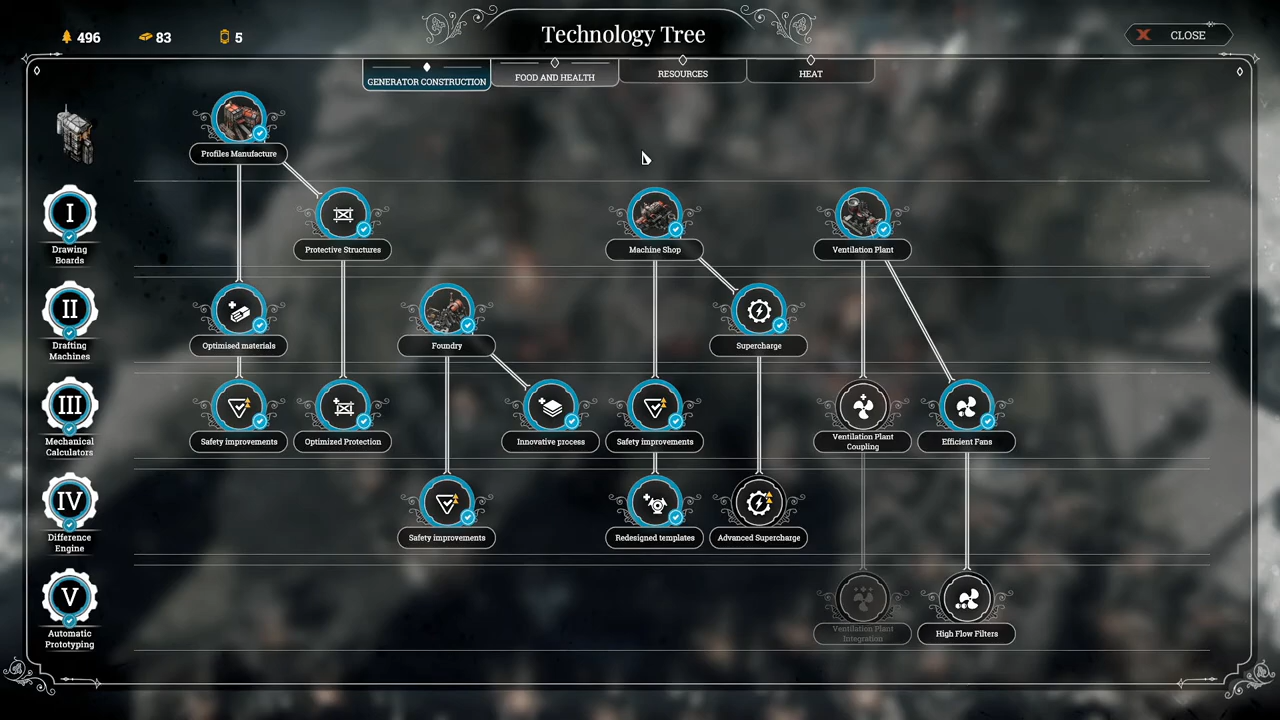 496
83
5
Technology Tree
CLOSE
GENERATOR CONSTRUCTION
FOOD AND HEALTH
RESOURCES
HEAT
Profiles Manufacture
I
Drawing
Boards
Protective Structures
Machine Shop
Ventilation Plant
II
Drafting
Machines
Optimised materials
Foundry
Supercharge
III
Mechanical
Calculators
Safety improvements
Optimized Protection
Innovative process
Safety improvements
Ventilation Plant
Coupling
Efficient Fans
IV
Difference
Engine
Safety improvements
Redesigned templates
Advanced Supercharge
V
Automatic
Prototyping
Ventilation Plant
Integration
High Flow Filters